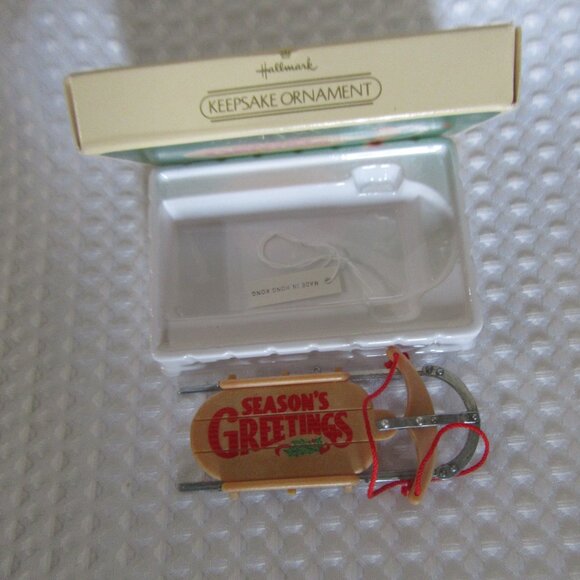 Hallmark
KEEPSAKE ORNAMENT
MADE IN HONG KONG
SEASON'S
GREETINGS